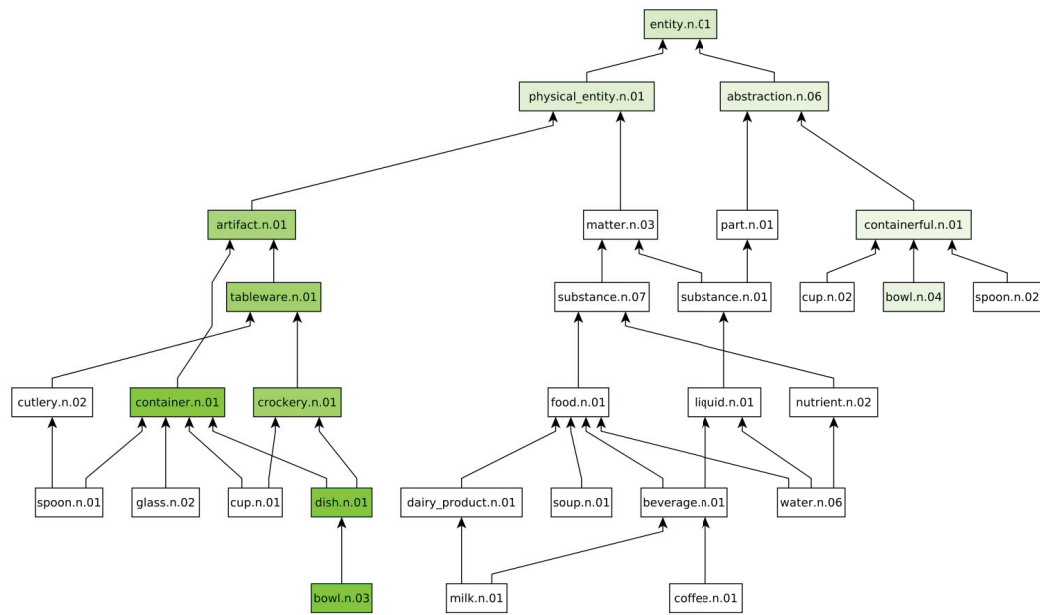 entity.n.01
physical_entity.n.01
abstraction.n.06
artifact.n.01
matter.n.03
part.n.01
containerful.n.01
tableware.n.01
substance.n.07
substance.n.01
cup.n.02
bowl.n.04
spoon.n.02
cutlery.n.02
container.n.01
crockery.n.01
food.n.01
liquid.n.01
nutrient.n.02
spoon.n.01
glass.n.02
cup.n.01
dish.n.01
dairy_product.n.01
soup.n.01
beverage.n.01
water.n.06
bowl.n.03
milk.n.01
coffee.n.01